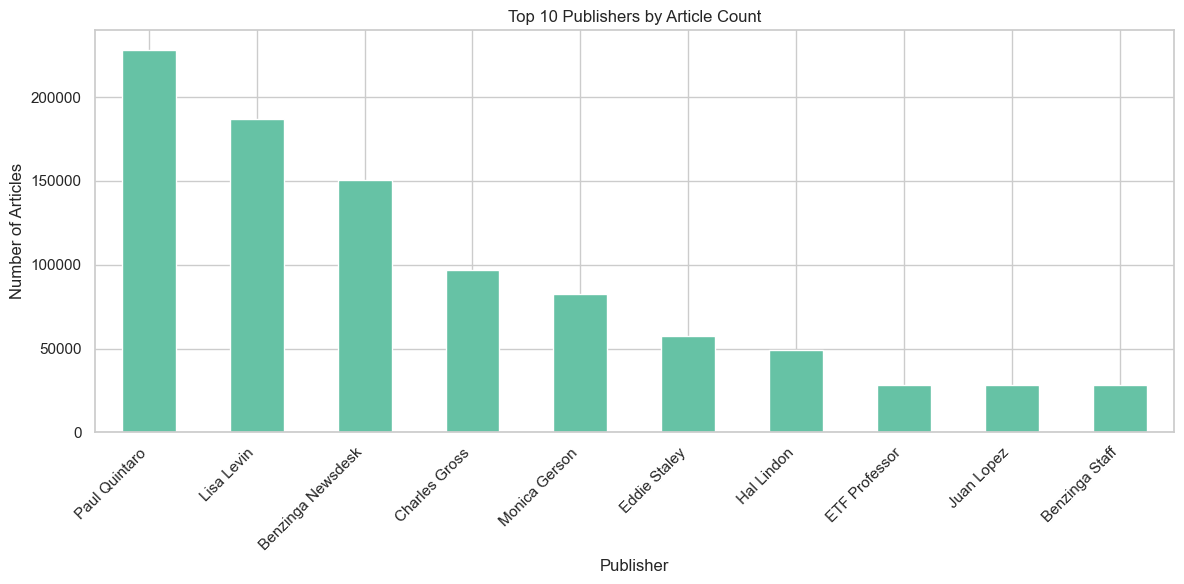 Top 10 Publishers by Article Count
Number of Articles
200000
150000
100000
50000
0
Paul Quintaro
Lisa Levin
Benzinga Newsdesk
Charles Gross
Monica Gerson
Eddie Staley
Hal Lindon
ETF Professor
Juan Lopez
Benzinga Staff
Publisher